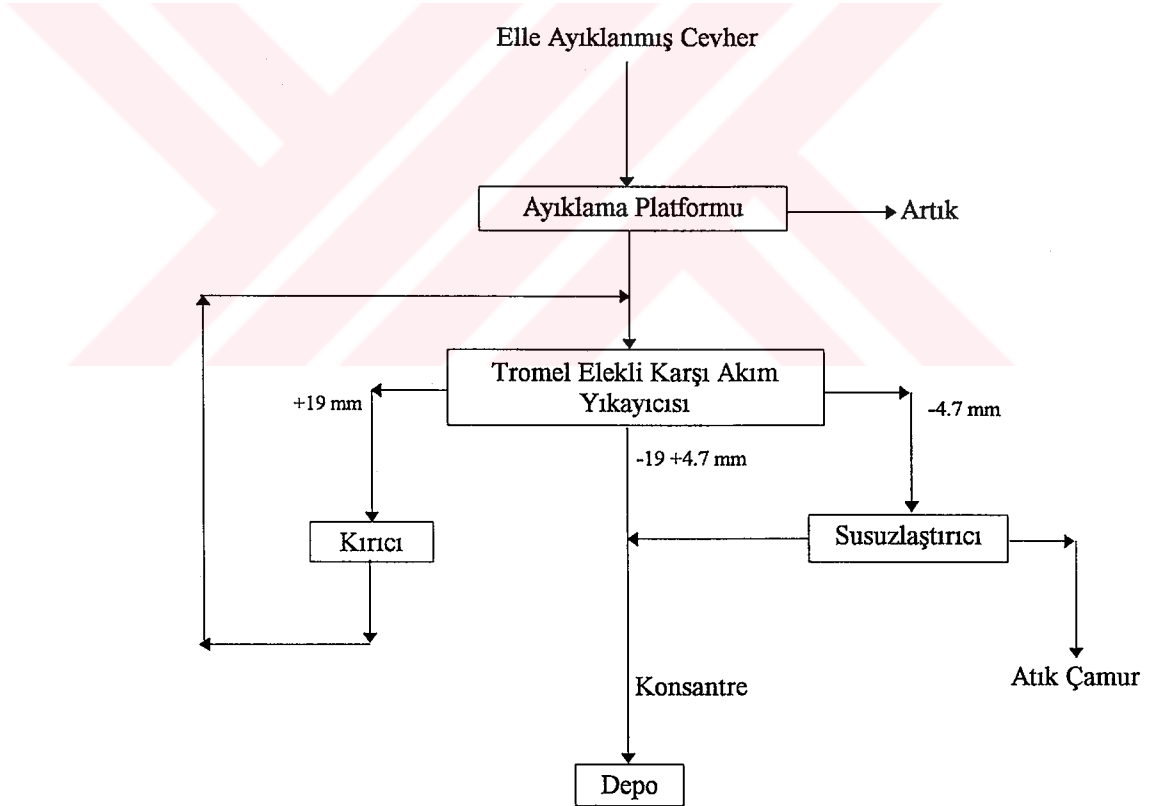 Elle Ayıklanmış Cevher
Ayıklama Platformu
Artık
Tromel Elekli Karşı Akım
Yıkayıcısı
+19 mm
-4.7 mm
-19 +4.7 mm
Kırıcı
Susuzlaştırıcı
Atık Çamur
Konsantre
Depo